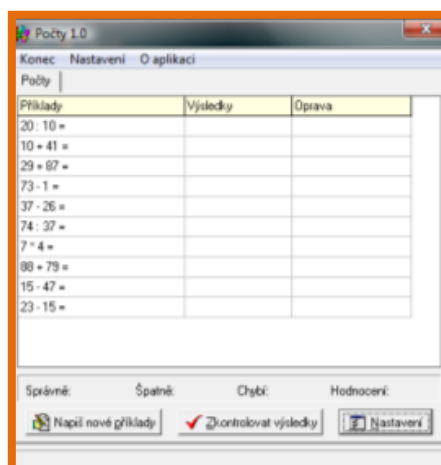 Počty 1.0
Konec Nastavení O aplikaci
Počty
Příklady Výsledky Oprava
20 : 10 =
10 + 41 =
29 + 87 =
73 - 1 =
37 - 26 =
74 : 37 =
7 * 4 =
88 + 79 =
15 - 47 =
23 - 15 =
Správně: Špatně: Chybí: Hodnocení:
Napiš nové příklady Zkontrolovat výsledky Nastavení